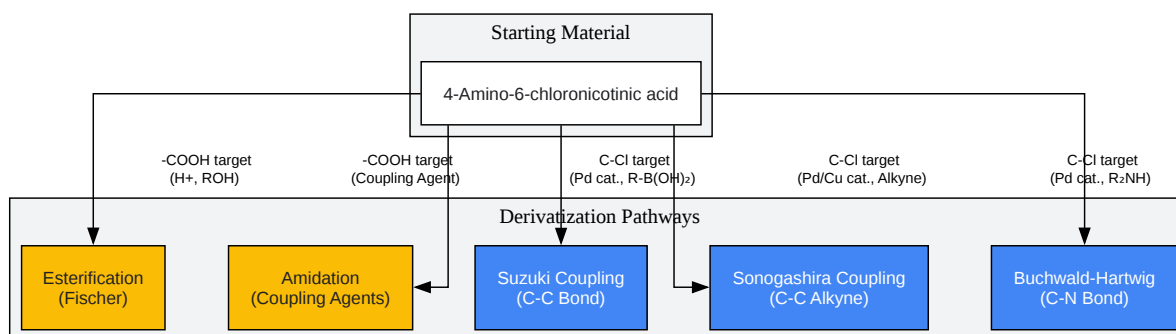 Starting Material
4-Amino-6-chloronicotinic acid
-COOH target
(H+, ROH)
-COOH target
(Coupling Agent)
C-Cl target
(Pd cat., R-B(OH)₂)
C-Cl target
(Pd/Cu cat., Alkyne)
C-Cl target
(Pd cat., R₂NH)
Derivatization Pathways
Esterification
(Fischer)
Amidation
(Coupling Agents)
Suzuki Coupling
(C-C Bond)
Sonogashira Coupling
(C-C Alkyne)
Buchwald-Hartwig
(C-N Bond)